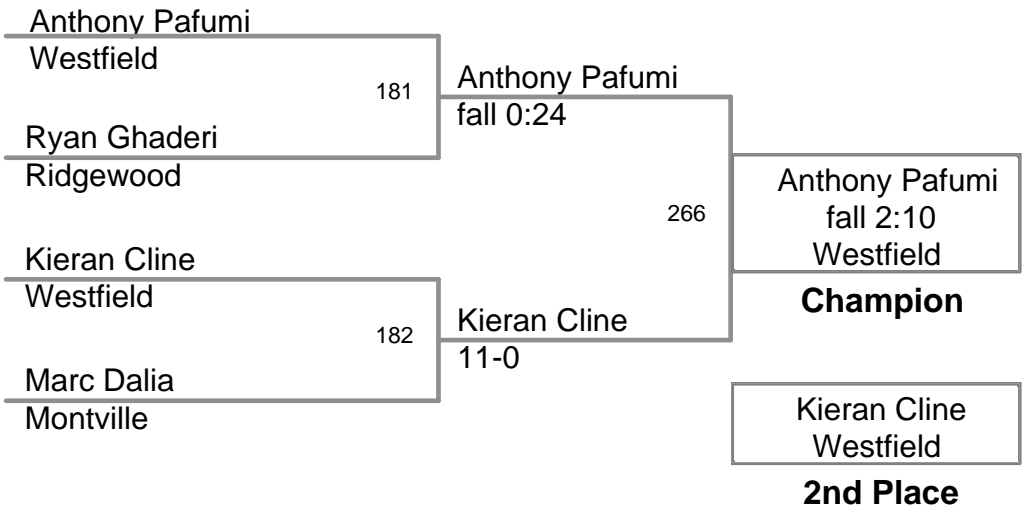 Anthony Pafumi
Westfield
181
Ryan Ghaderi
Ridgewood
Kieran Cline
Westfield
182
Marc Dalia
Montville
Anthony Pafumi
fall 0:24
266
Kieran Cline
11-0
Anthony Pafumi
fall 2:10
Westfield
Champion
Kieran Cline
Westfield
2nd Place